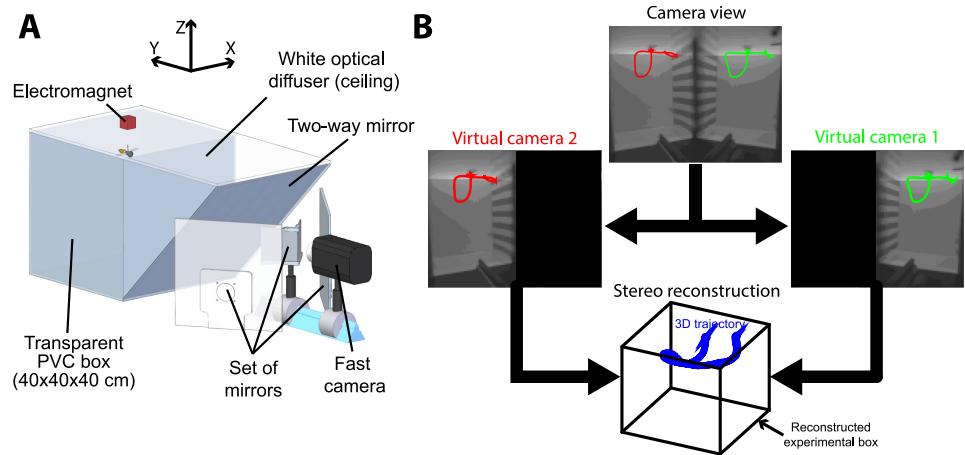 A
Z
Y
X
White optical
diffuser (ceiling)
Electromagnet
Two-way mirror
Transparent
PVC box
(40x40x40 cm)
Set of
mirrors
Fast
camera
B
Camera view
Virtual camera 2
Virtual camera 1
Stereo reconstruction
3D trajectory
Reconstructed
experimental box